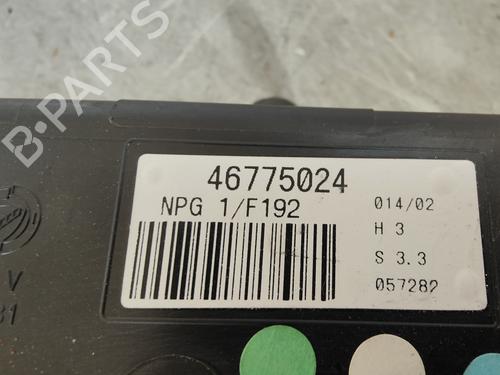 B-PARTS
46775024
NPG 1/F192
014/02
H 3
S 3.3
057282
V